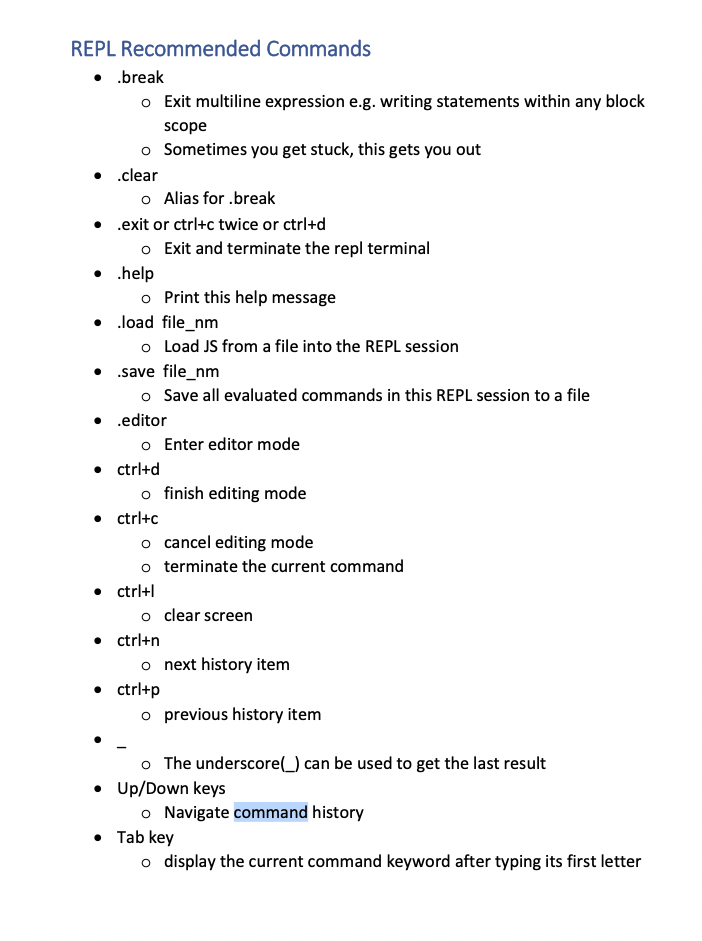 REPL Recommended Commands
• .break
o Exit multiline expression e.g. writing statements within any block
scope
o Sometimes you get stuck, this gets you out
• .clear
o Alias for .break
• .exit or ctrl+c twice or ctrl+d
o Exit and terminate the repl terminal
• .help
o Print this help message
• .load file_nm
o Load JS from a file into the REPL session
• .save file_nm
o Save all evaluated commands in this REPL session to a file
• .editor
o Enter editor mode
• ctrl+d
o finish editing mode
• ctrl+c
o cancel editing mode
o terminate the current command
• ctrl+l
o clear screen
• ctrl+n
o next history item
• ctrl+p
o previous history item
• _
o The underscore(_) can be used to get the last result
• Up/Down keys
o Navigate command history
• Tab key
o display the current command keyword after typing its first letter